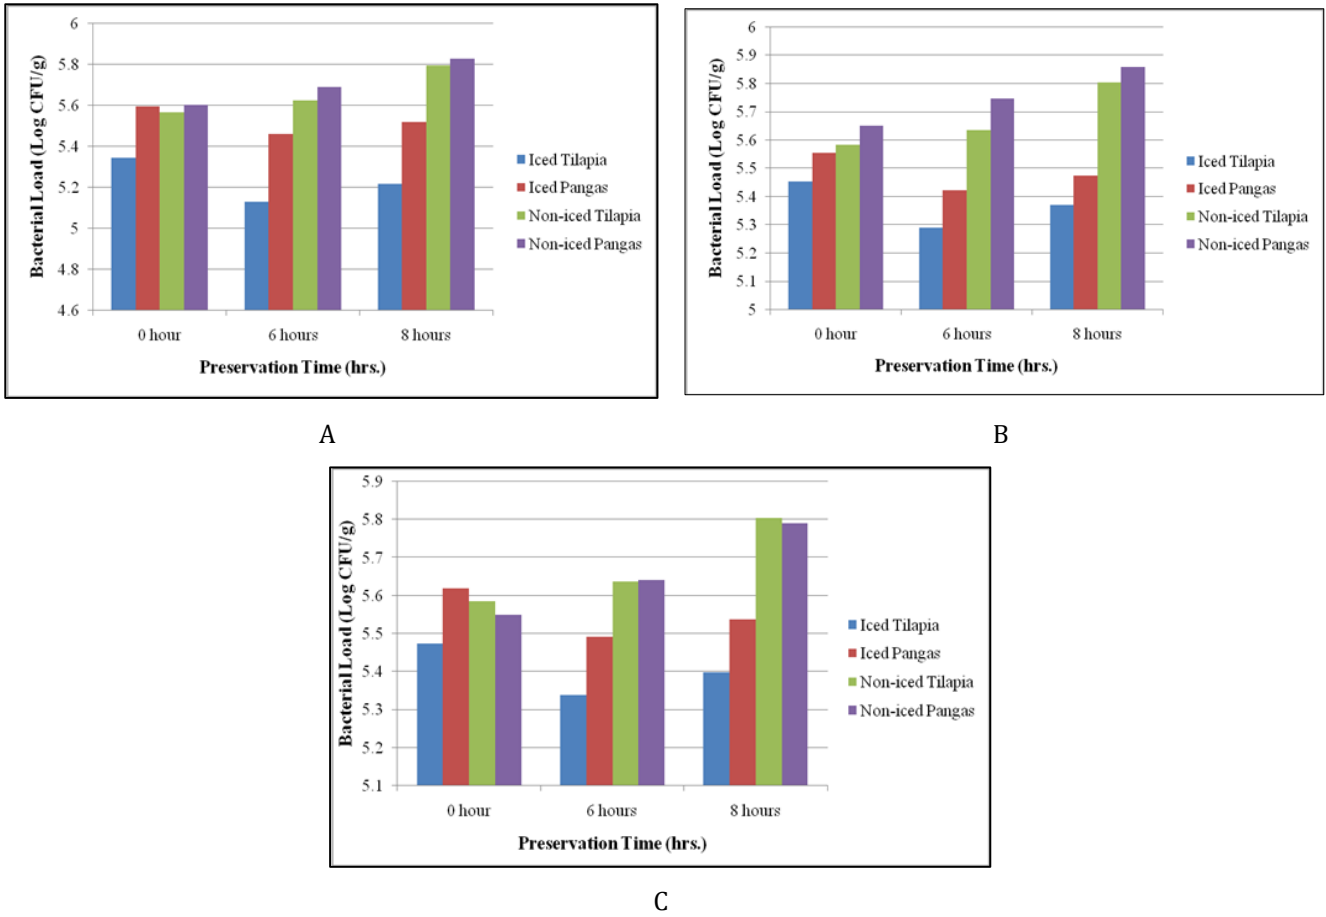 6
5.8
5.6
5.4
5.2
5
4.8
4.6
Bacterial Load (Log CFU/g)
0 hour 6 hours 8 hours
Preservation Time (hrs.)
Iced Tilapia
Iced Pangas
Non-iced Tilapia
Non-iced Pangas
A
6
5.9
5.8
5.7
5.6
5.5
5.4
5.3
5.2
5.1
5
Bacterial Load (Log CFU/g)
0 hour 6 hours 8 hours
Preservation Time (hrs.)
Iced Tilapia
Iced Pangas
Non-iced Tilapia
Non-iced Pangas
B
5.9
5.8
5.7
5.6
5.5
5.4
5.3
5.2
5.1
Bacterial Load (Log CFU/g)
0 hour 6 hours 8 hours
Preservation Time (hrs.)
Iced Tilapia
Iced Pangas
Non-iced Tilapia
Non-iced Pangas
C